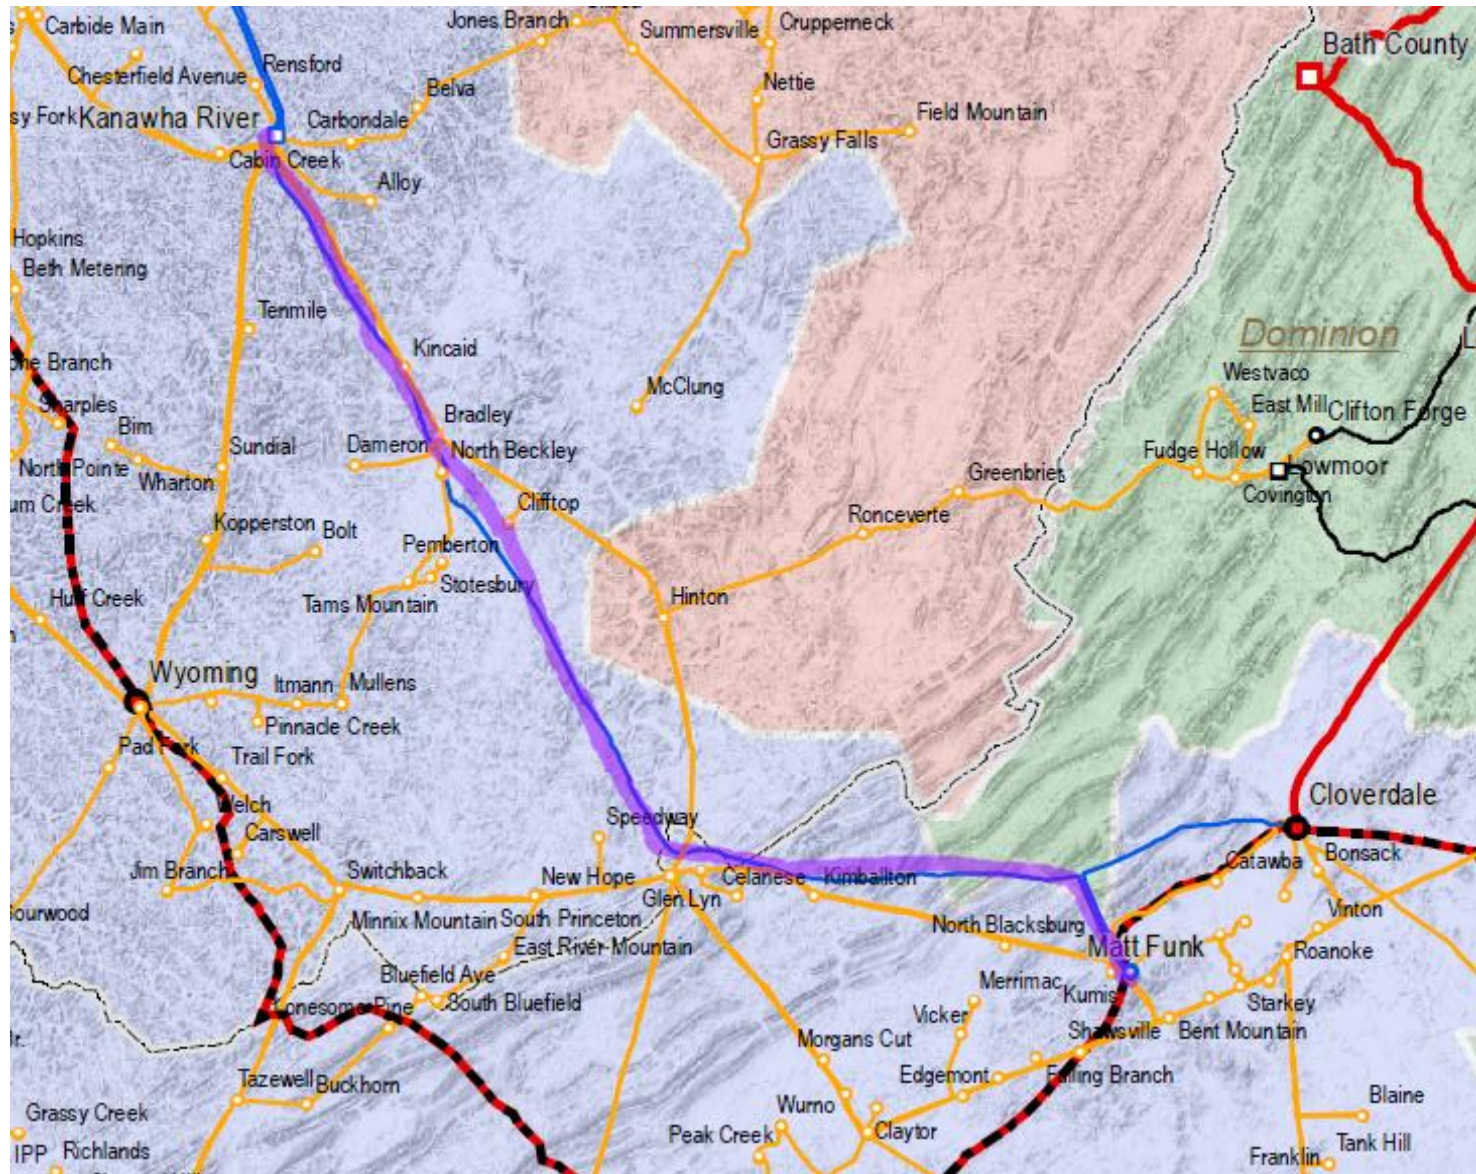 Carbide Main
Jones Branch
Summersville
Crupperneck
Bath County
Rensford
Chesterfield Avenue
Belva
Nettie
Kanawha River
Carbondale
Field Mountain
Grassy Falls
Cabin Creek
Alloy
Hopkins
Beth Metering
Tenmile
Dominion
Kincaid
McClung
Westvaco
Sharples
Bradley
East Mill
Clifton Forge
Bim
Dameron
North Beckley
Sundial
Fudge Hollow
Lowmoor
North Pointe
Wharton
Greenbrier
Covington
Clifftop
Kopperston
Bolt
Ronceverte
Pemberton
Stotesbury
Huff Creek
Tams Mountain
Hinton
Wyoming
Itmann
Mullens
Pinnacle Creek
Pad Fork
Trail Fork
Cloverdale
Welch
Speedway
Carswell
Bonsack
Catawba
Jim Branch
Switchback
New Hope
Celanese
Kimballton
Glen Lyn
Vinton
Minnix Mountain
South Princeton
North Blacksburg
East River Mountain
Matt Funk
Roanoke
Bluefield Ave
Merrimac
Kumis
Starkey
Lonesome Pine
South Bluefield
Vicker
Shawsville
Bent Mountain
Morgans Cut
Tazewell
Buckhorn
Edgemont
Falling Branch
Blaine
Grassy Creek
Wurno
Peak Creek
Claytor
Tank Hill
IPP
Richlands
Franklin